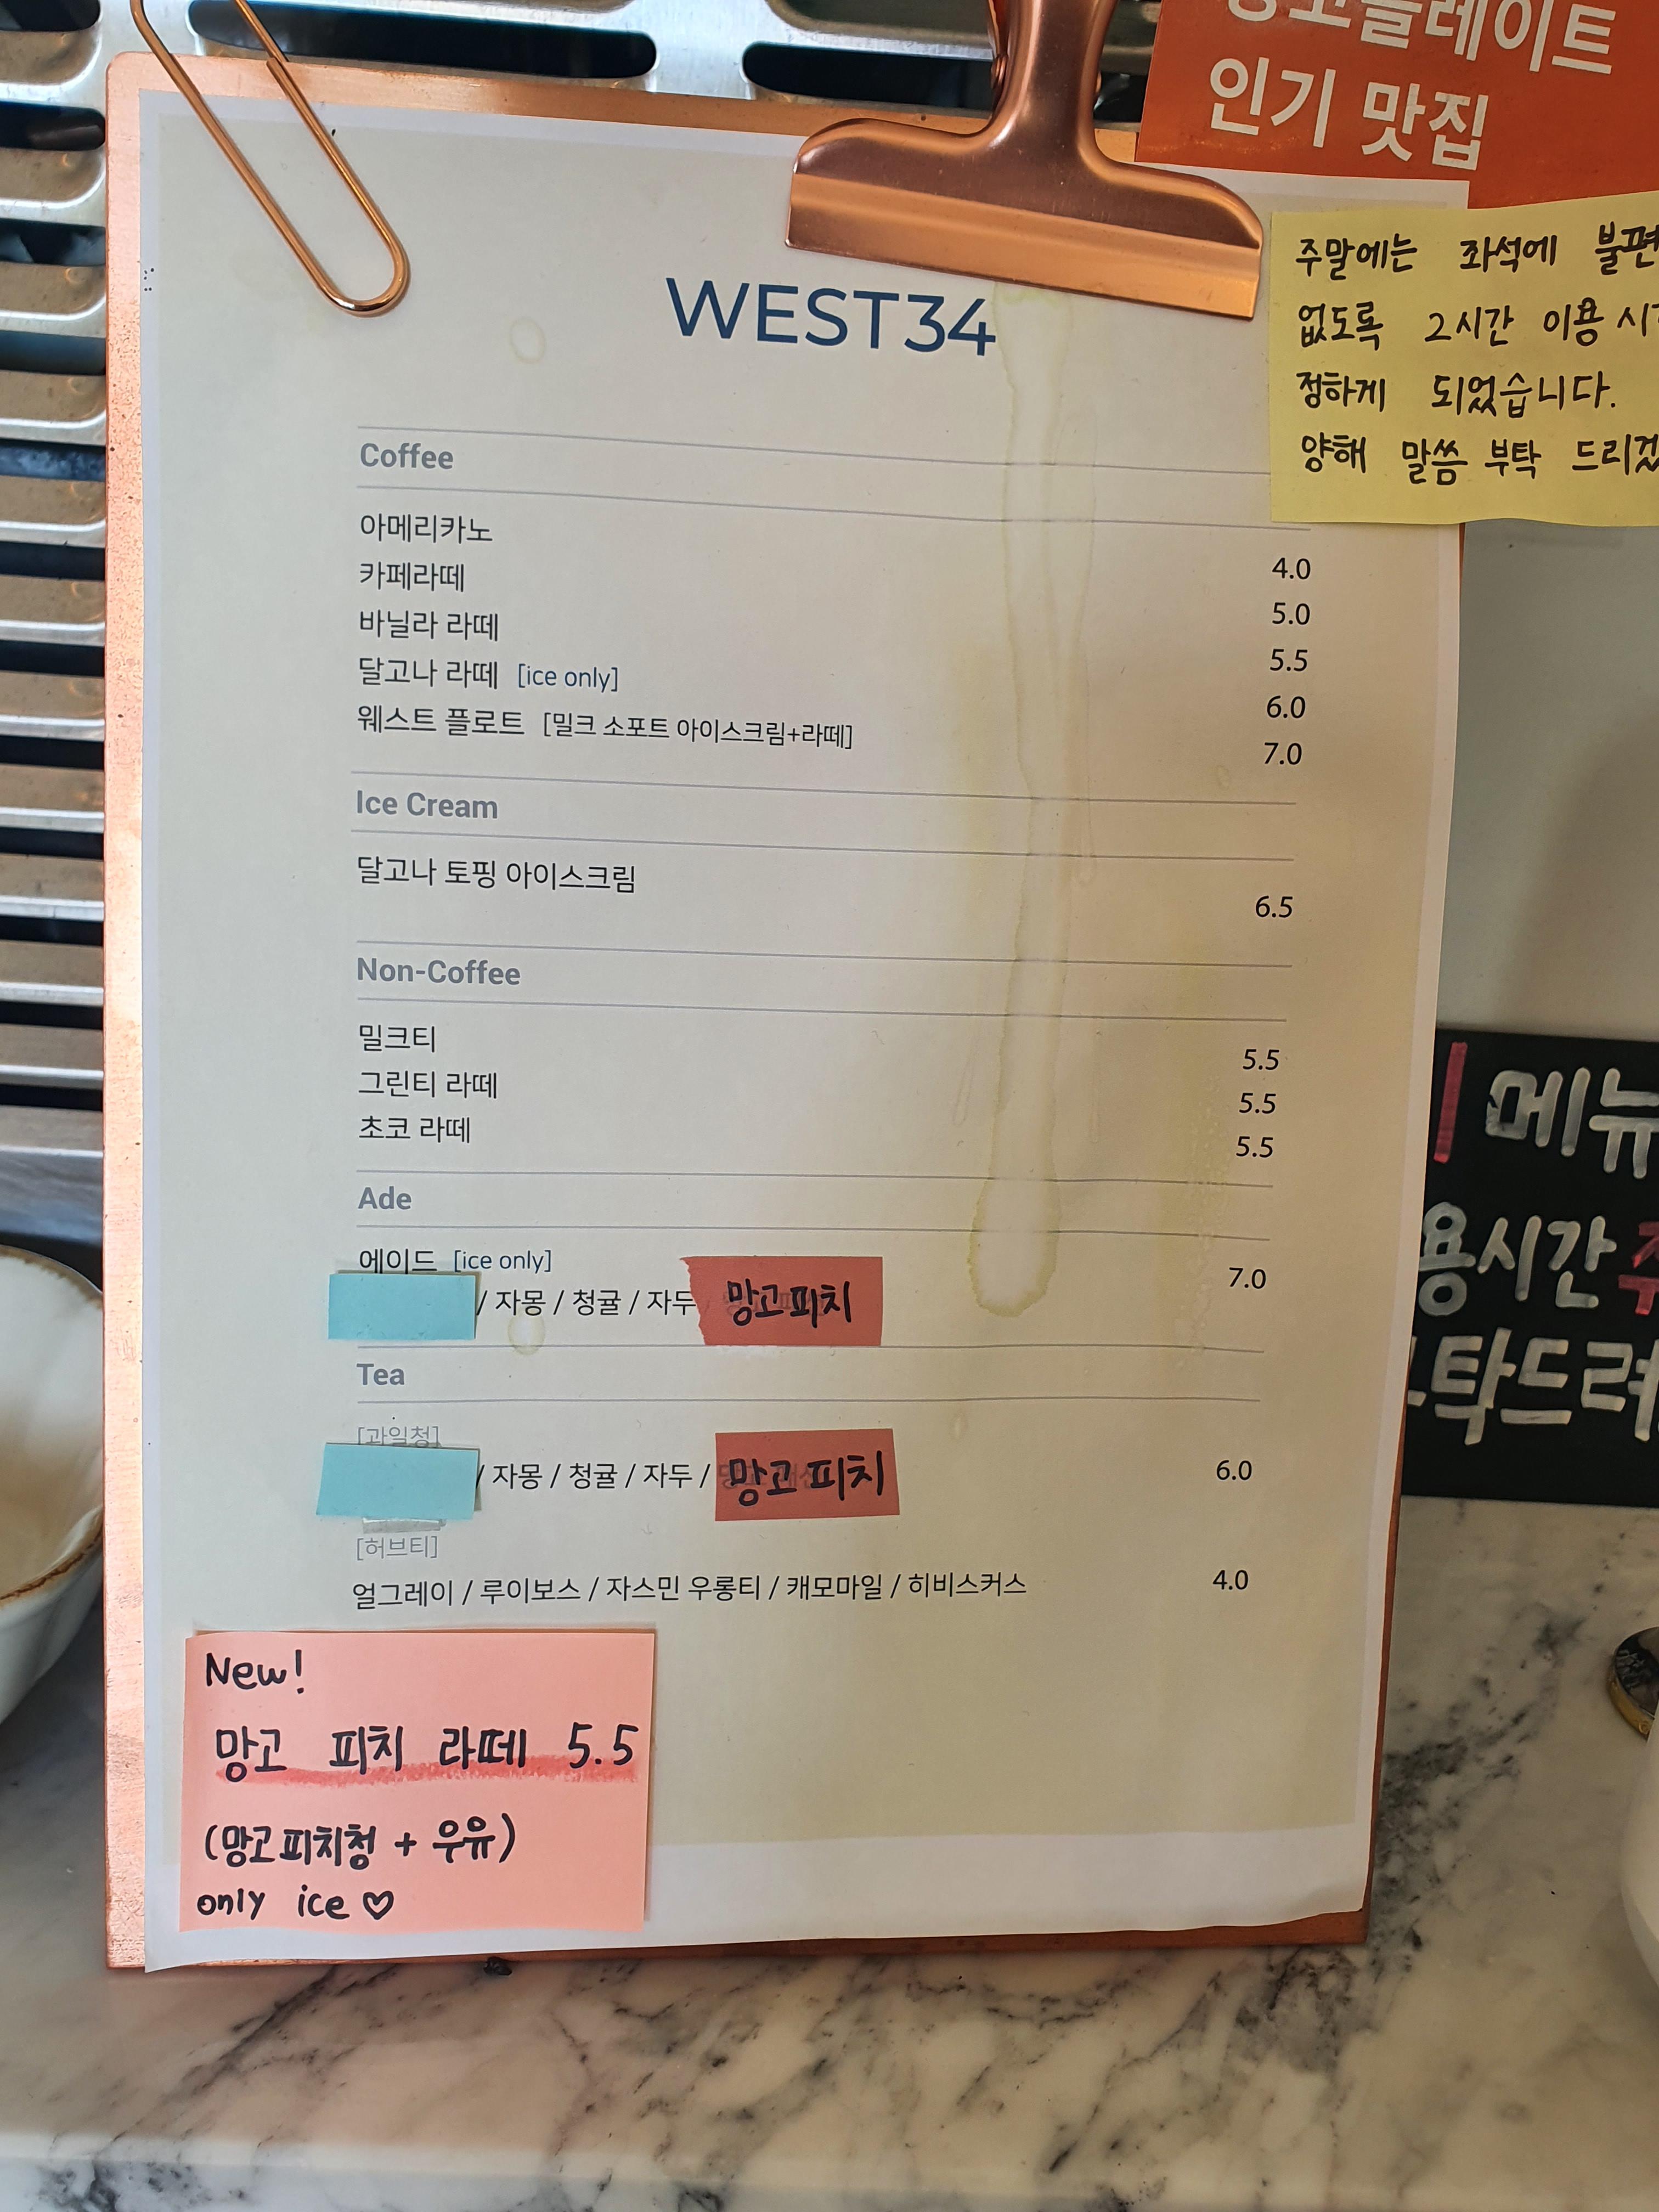 인기 맛집
주말에는 좌석에
없도록 2시간 이용
정하게 되었습니다.
양해 말씀 부탁
WEST34
Coffee
아메리카노 4.0
카페라떼 5.0
바닐라 라떼 5.5
달고나 라떼 [ice only] 6.0
웨스트 플로트 [밀크 소포트 아이스크림+라떼] 7.0
Ice Cream
달고나 토핑 아이스크림 6.5
Non-Coffee
밀크티 5.5
그린티 라떼 5.5
초코 라떼 5.5
Ade
에이드 [ice only] 7.0
/ 자몽 / 청귤 / 자두 망고피치
Tea
[과일청]
/ 자몽 / 청귤 / 자두 / 망고피치 6.0
[허브티]
얼그레이 / 루이보스 / 자스민 우롱티 / 캐모마일 / 히비스커스 4.0
New!
망고 피치 라떼 5.5
(망고피치청 + 우유)
only ice ♡
메뉴
용시간
탁드려